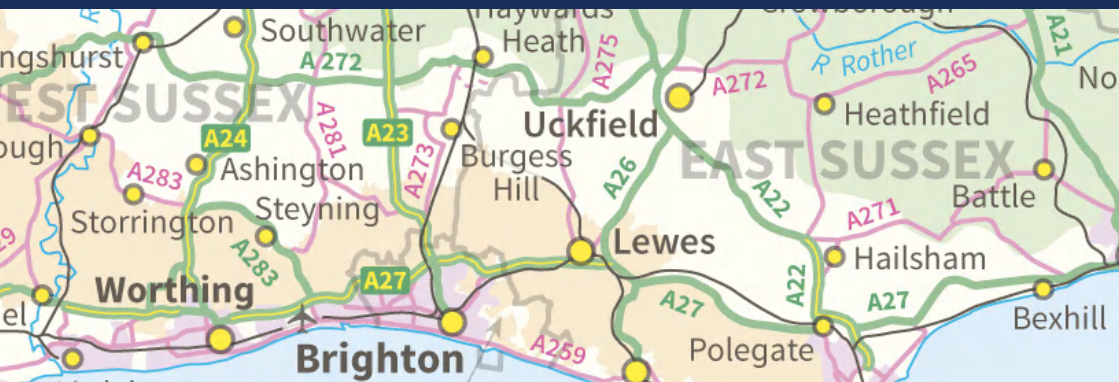 Haywards
Heath
Crowborough
Southwater
ngshurst
A272
A275
A272
R Rother
A265
A21
No
EST SUSSEX
A24
A281
A23
Uckfield
Heathfield
EAST SUSSEX
ough
A283
Ashington
A273
Burgess
Hill
A26
A22
Battle
Storrington
Steyning
A283
A271
Lewes
Hailsham
A27
Worthing
A22
A27
A27
el
Bexhill
Brighton
A259
Polegate